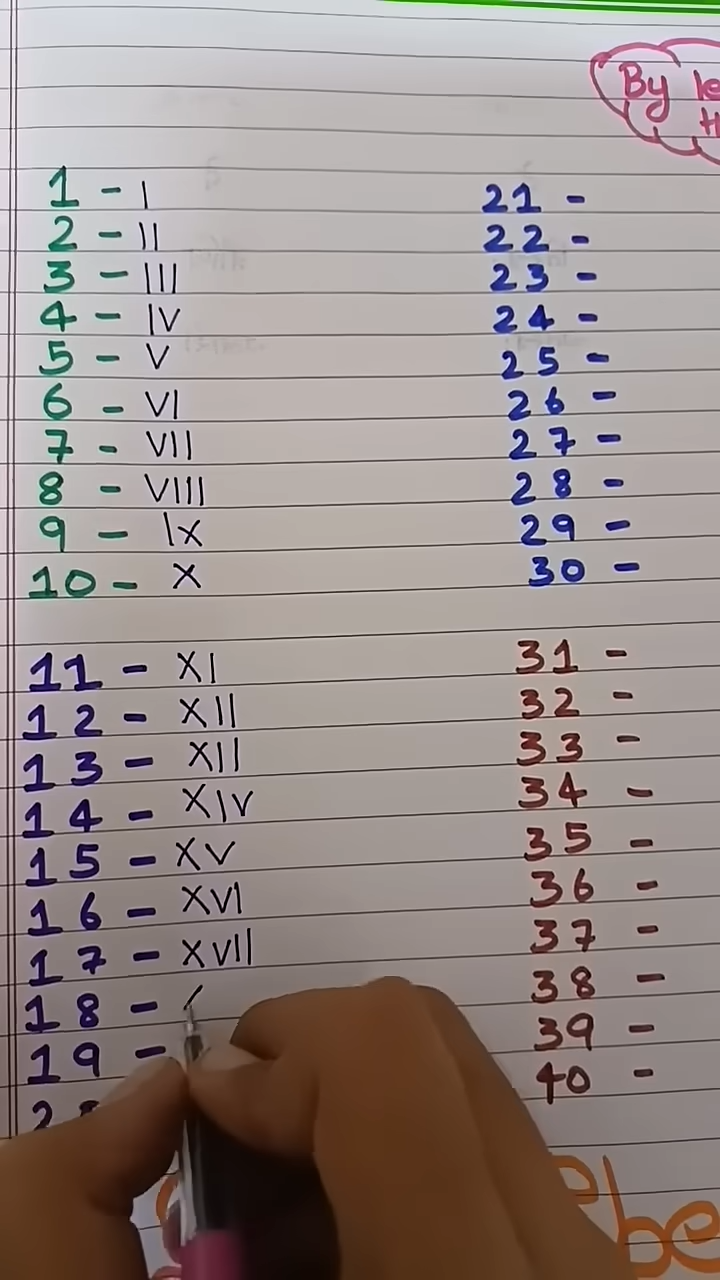 By
1 - I
2 - II
3 - III
4 - IV
5 - V
6 - VI
7 - VII
8 - VIII
9 - IX
10 - X
11 - XI
12 - XII
13 - XII
14 - XIV
15 - XV
16 - XVI
17 - XVII
18 -
19 -
21 -
22 -
23 -
24 -
25 -
26 -
27 -
28 -
29 -
30 -
31 -
32 -
33 -
34 -
35 -
36 -
37 -
38 -
39 -
40 -